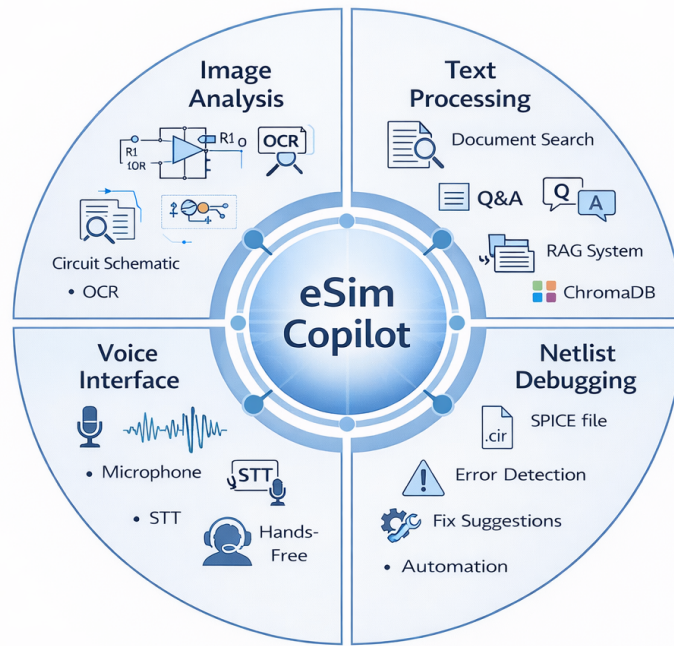 Image
Analysis
R1
10R
R1
OCR
Circuit Schematic
• OCR
Text
Processing
Document Search
Q&A
Q
A
RAG System
ChromaDB
eSim
Copilot
Voice
Interface
• Microphone
STT
• STT
Hands-
Free
Netlist
Debugging
.cir
SPICE file
Error Detection
Fix Suggestions
• Automation